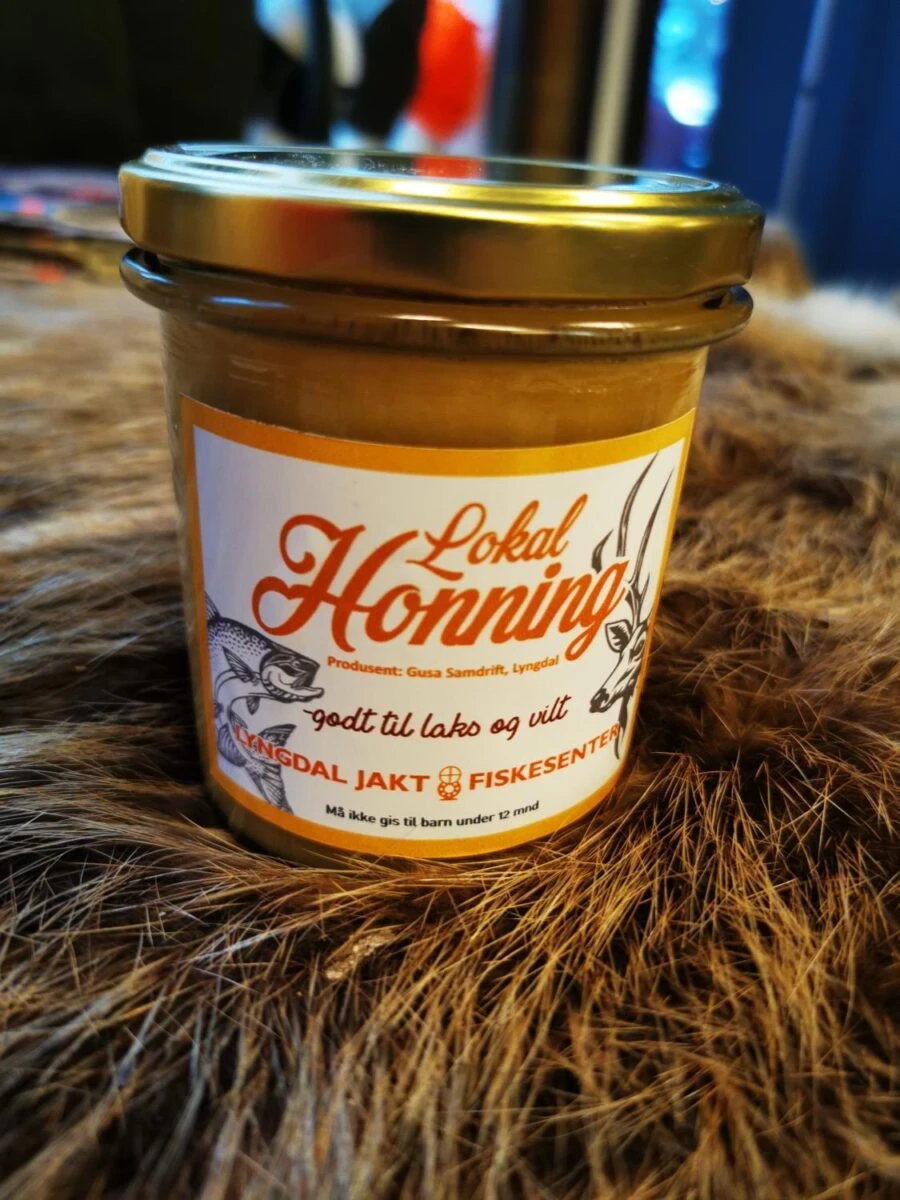 Lokal
Honning
Produsent: Gusa Samdrift, Lyngdal
-godt til laks og vilt
LYNGDAL JAKT FISKESENTER
Må ikke gis til barn under 12 mnd